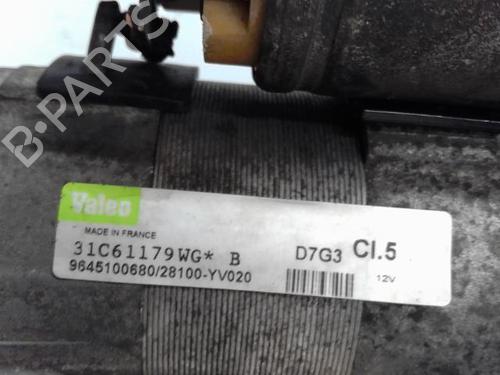 B-PARTS
Valeo
MADE IN FRANCE
31C61179WG* B
D7G3 Cl.5
9645100680/28100-YV020
12V